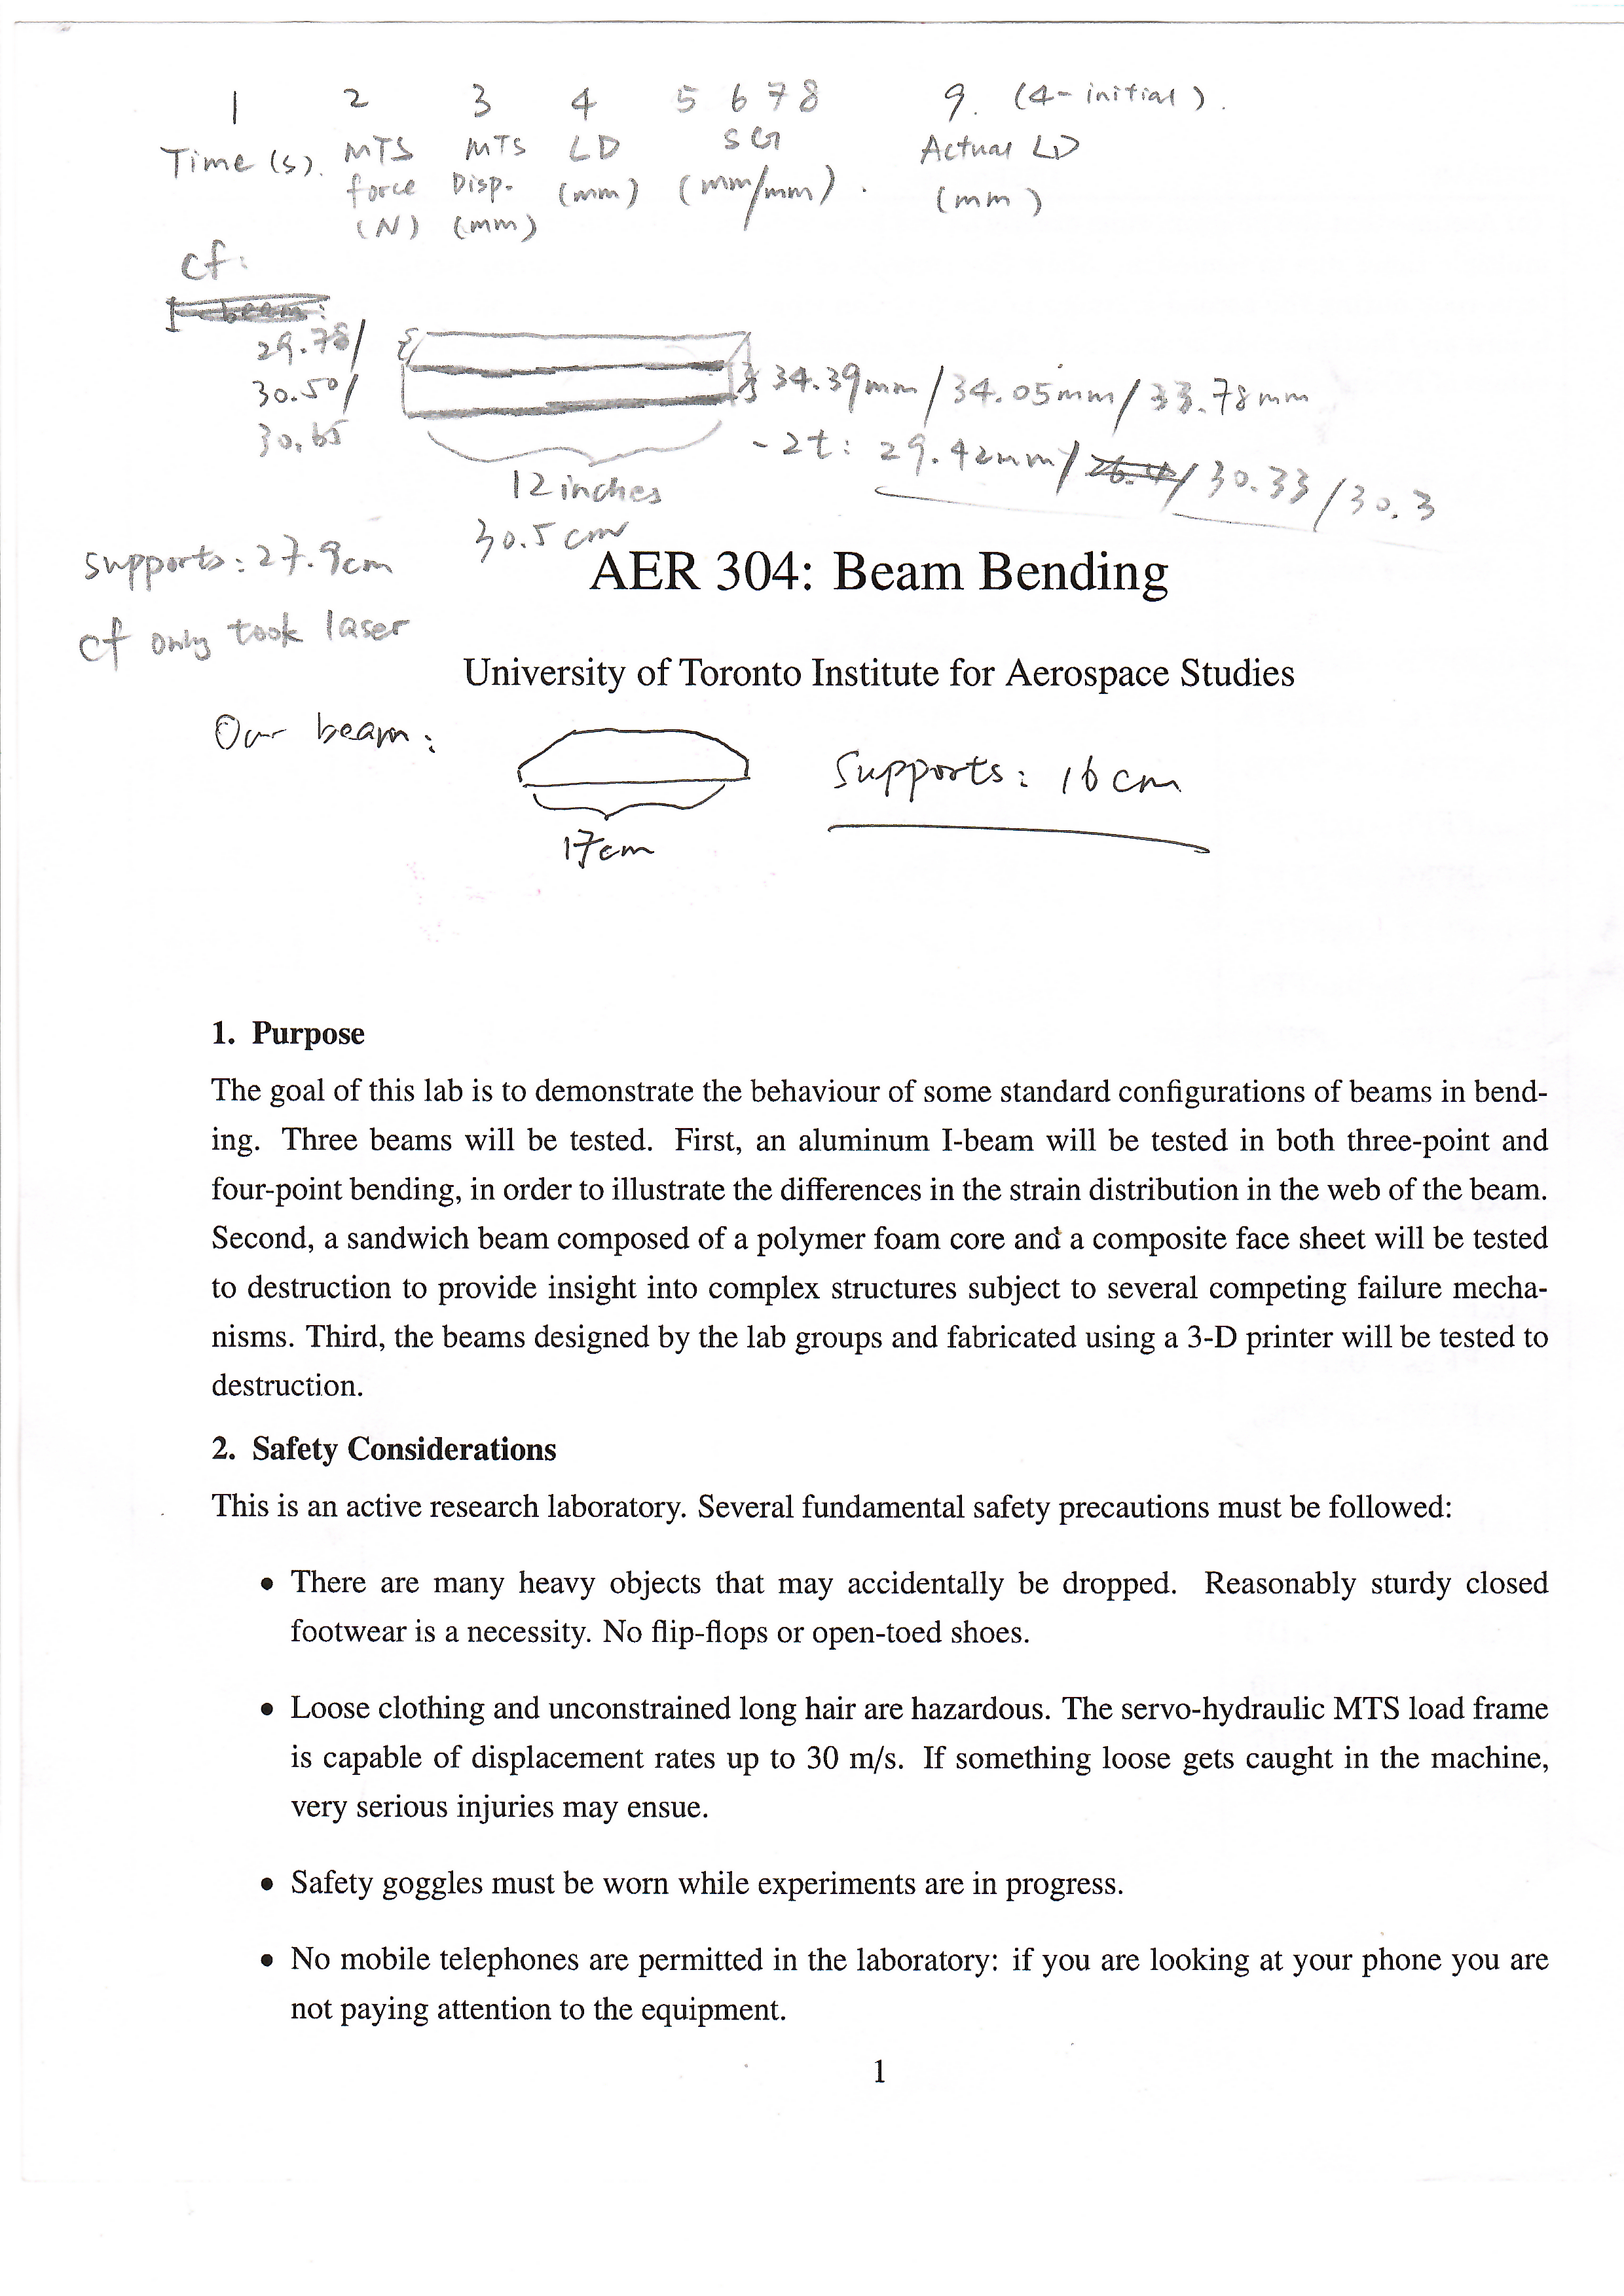 1 2 3 4 5 6 7 8 9. (4-initial).
Time (s). MTS MTS LD SG Actual LD
force Disp. (mm) (mm/mm). (mm)
(N) (mm)
cf:
29.78/
30.50/
30.65
34.39mm/34.05mm/33.78mm
-2t: 29.42mm/ /30.33/30.3
12 inches
30.5 cm
supports: 27.9cm
cf only took laser
AER 304: Beam Bending
University of Toronto Institute for Aerospace Studies
Our beam:
17cm
Supports: 16 cm
1. Purpose
The goal of this lab is to demonstrate the behaviour of some standard configurations of beams in bend-
ing. Three beams will be tested. First, an aluminum I-beam will be tested in both three-point and
four-point bending, in order to illustrate the differences in the strain distribution in the web of the beam.
Second, a sandwich beam composed of a polymer foam core and a composite face sheet will be tested
to destruction to provide insight into complex structures subject to several competing failure mecha-
nisms. Third, the beams designed by the lab groups and fabricated using a 3-D printer will be tested to
destruction.
2. Safety Considerations
This is an active research laboratory. Several fundamental safety precautions must be followed:
• There are many heavy objects that may accidentally be dropped. Reasonably sturdy closed
footwear is a necessity. No flip-flops or open-toed shoes.
• Loose clothing and unconstrained long hair are hazardous. The servo-hydraulic MTS load frame
is capable of displacement rates up to 30 m/s. If something loose gets caught in the machine,
very serious injuries may ensue.
• Safety goggles must be worn while experiments are in progress.
• No mobile telephones are permitted in the laboratory: if you are looking at your phone you are
not paying attention to the equipment.
1